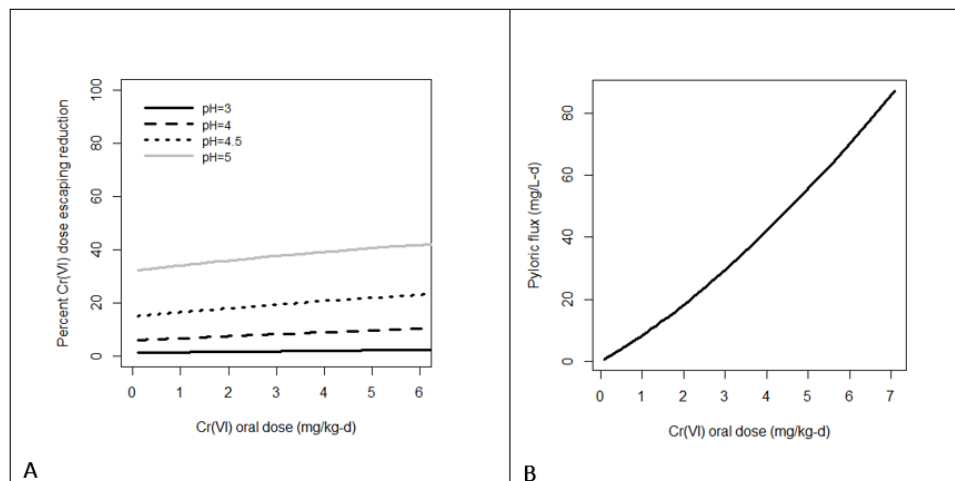 100
80
60
40
20
0
Percent Cr(VI) dose escaping reduction
pH=3
pH=4
pH=4.5
pH=5
0 1 2 3 4 5 6
Cr(VI) oral dose (mg/kg-d)
A
80
60
40
20
0
Pyloric flux (mg/L-d)
0 1 2 3 4 5 6 7
Cr(VI) oral dose (mg/kg-d)
B